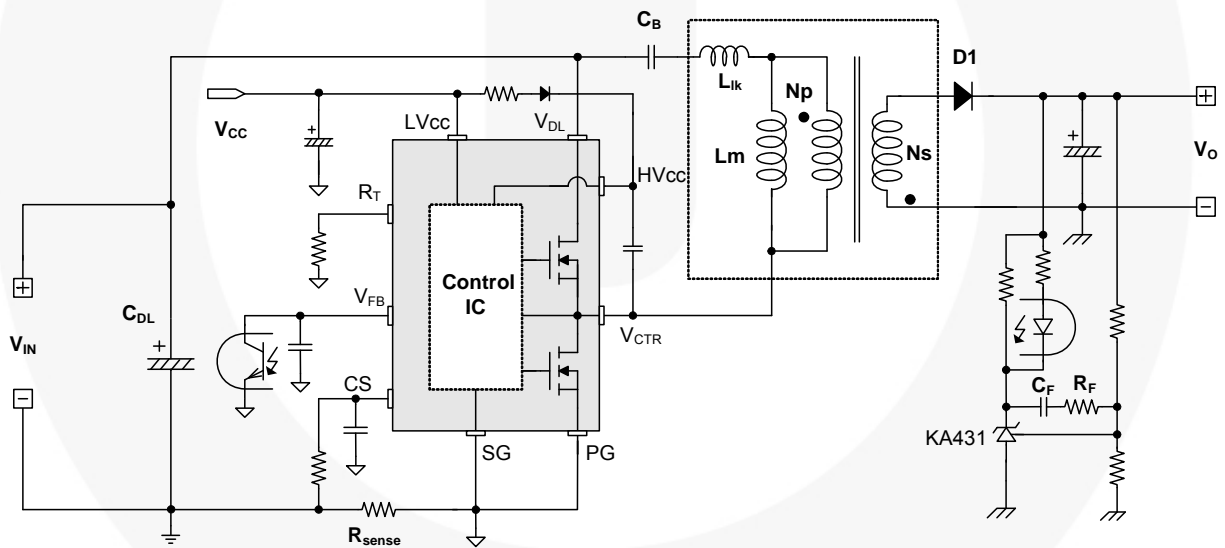 C_B
D1
L_lk
Np
Lm
Ns
V_CC
LVcc
V_DL
HVcc
+
V_O
-
R_T
Control
IC
+
V_IN
-
C_DL
+
V_FB
V_CTR
CS
SG
PG
R_sense
C_F
R_F
KA431
+
+